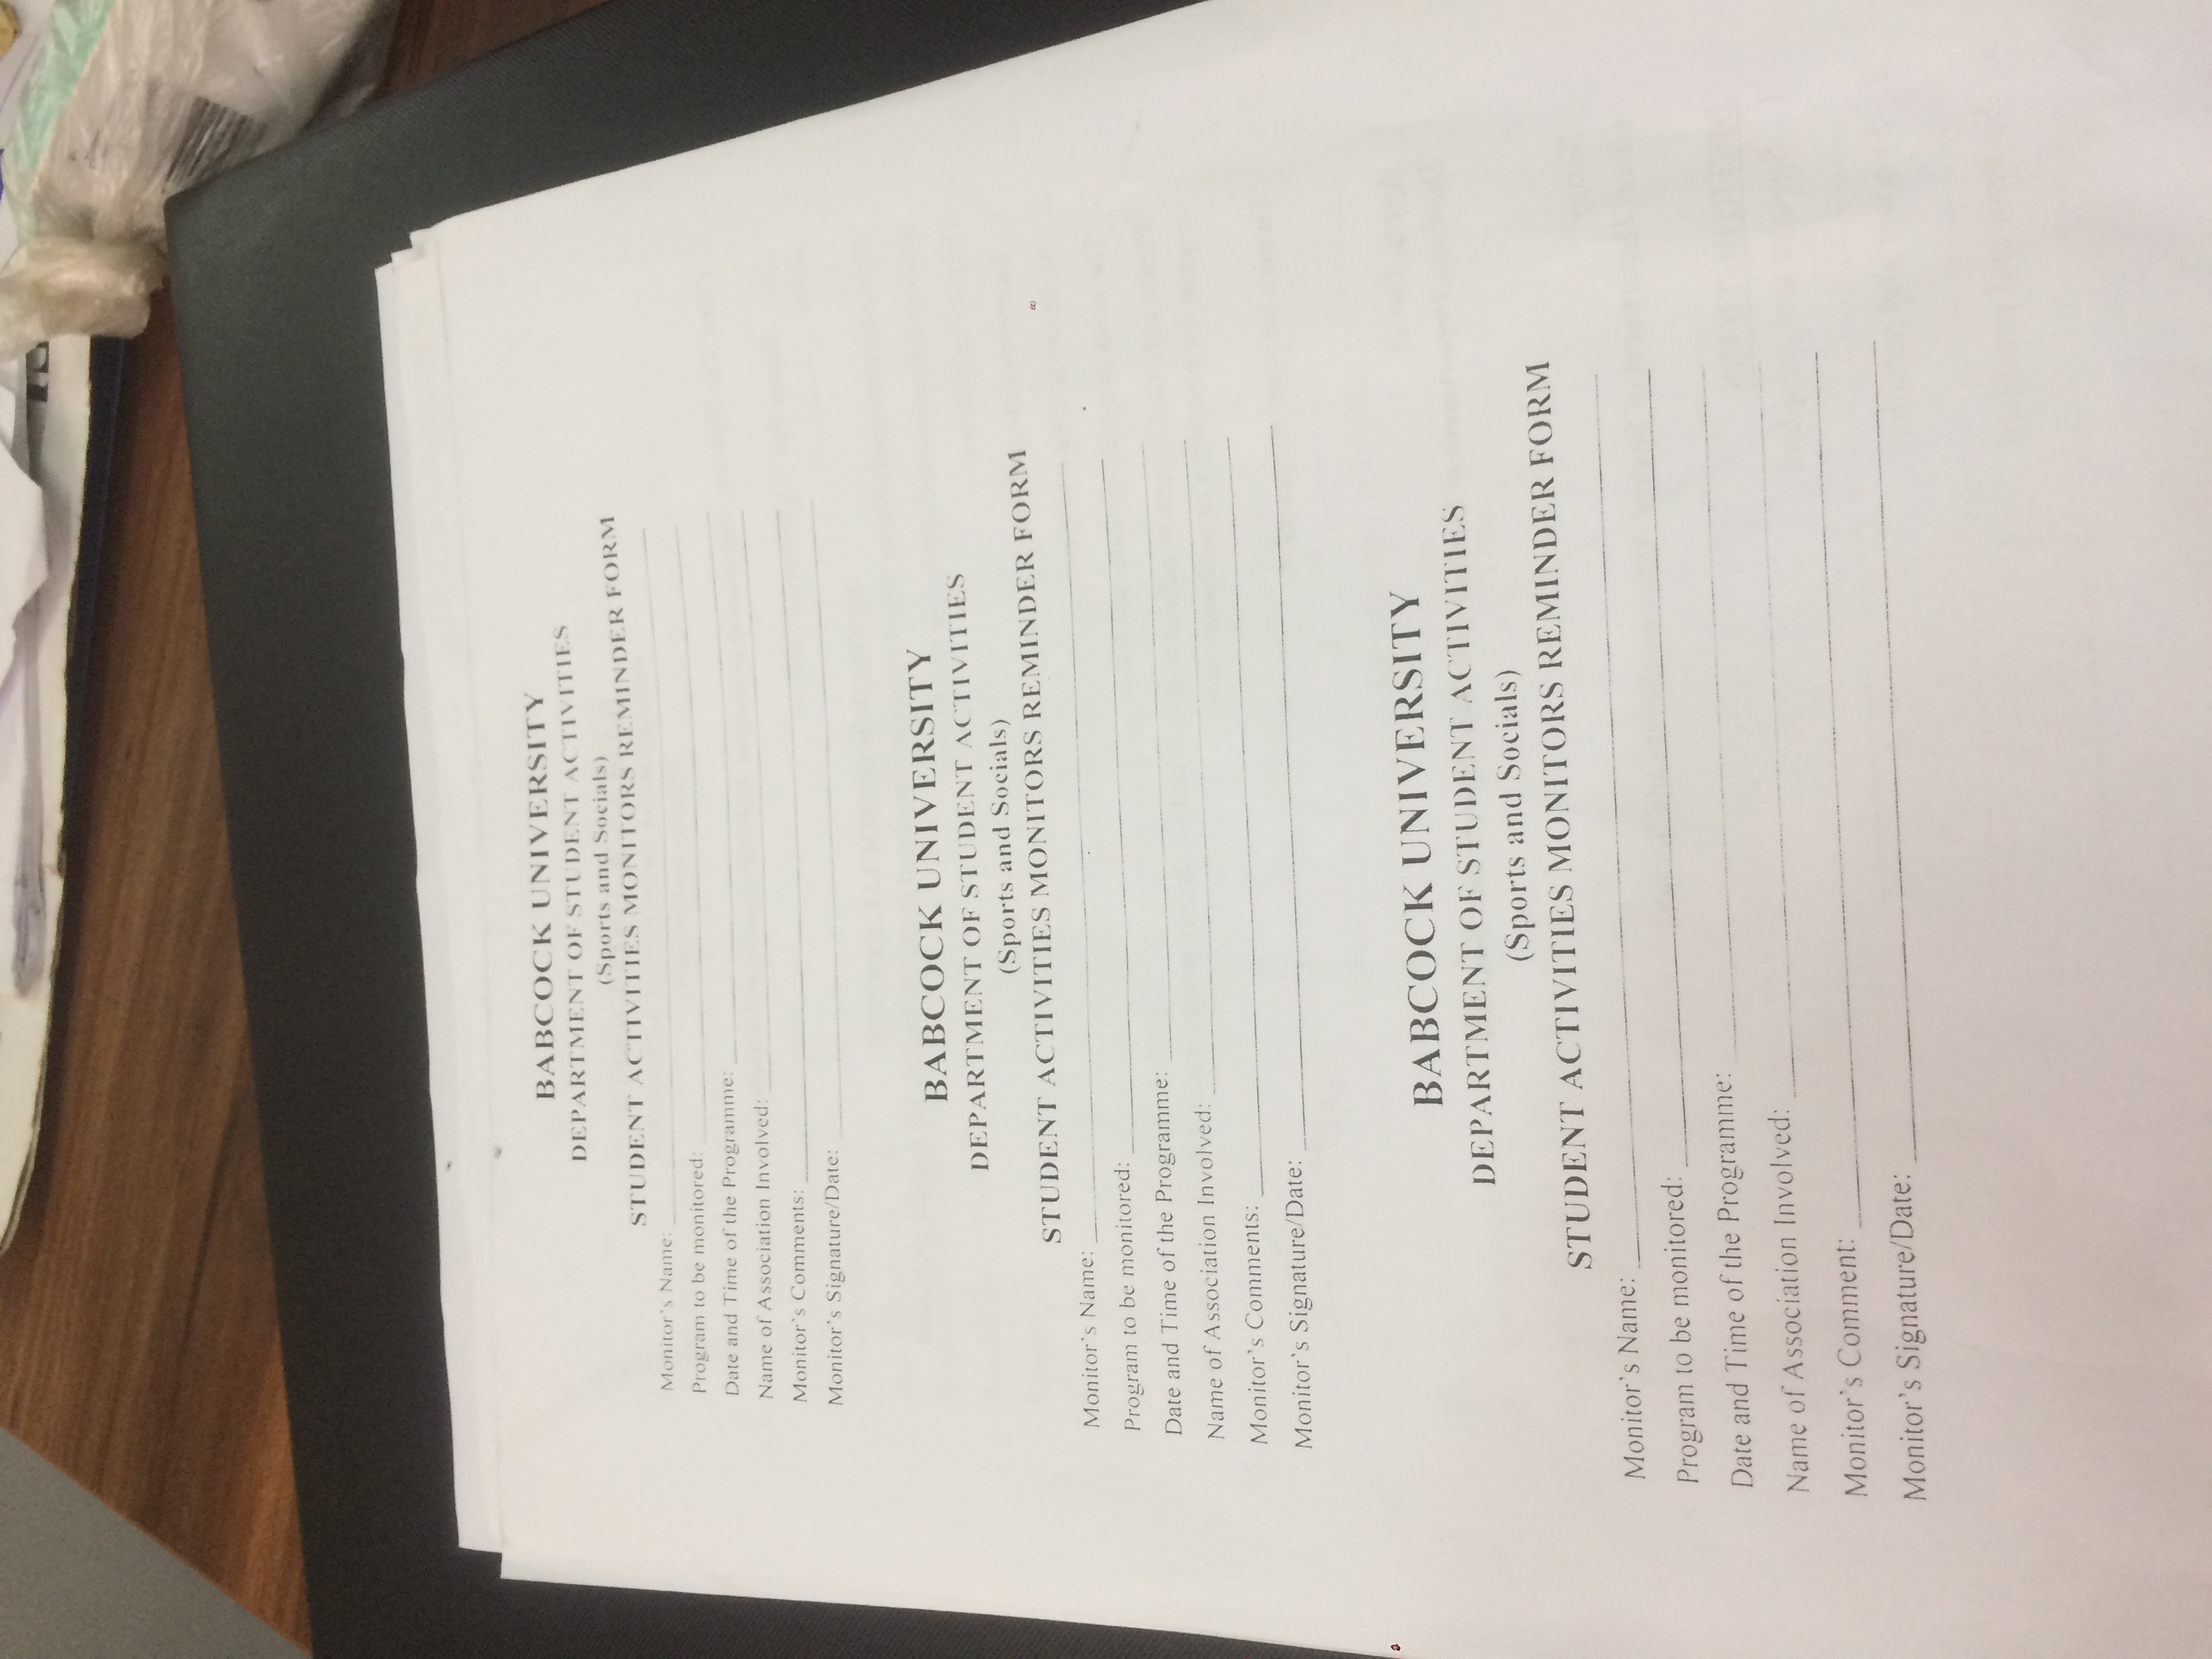 BABCOCK UNIVERSITY
DEPARTMENT OF STUDENT ACTIVITIES
(Sports and Socials)
STUDENT ACTIVITIES MONITORS REMINDER FORM
Monitor's Name:
Program to be monitored:
Date and Time of the Programme:
Name of Association Involved:
Monitor's Comments:
Monitor's Signature/Date:
BABCOCK UNIVERSITY
DEPARTMENT OF STUDENT ACTIVITIES
(Sports and Socials)
STUDENT ACTIVITIES MONITORS REMINDER FORM
Monitor's Name:
Program to be monitored:
Date and Time of the Programme:
Name of Association Involved:
Monitor's Comments:
Monitor's Signature/Date:
BABCOCK UNIVERSITY
DEPARTMENT OF STUDENT ACTIVITIES
(Sports and Socials)
STUDENT ACTIVITIES MONITORS REMINDER FORM
Monitor's Name:
Program to be monitored:
Date and Time of the Programme:
Name of Association Involved:
Monitor's Comment:
Monitor's Signature/Date: